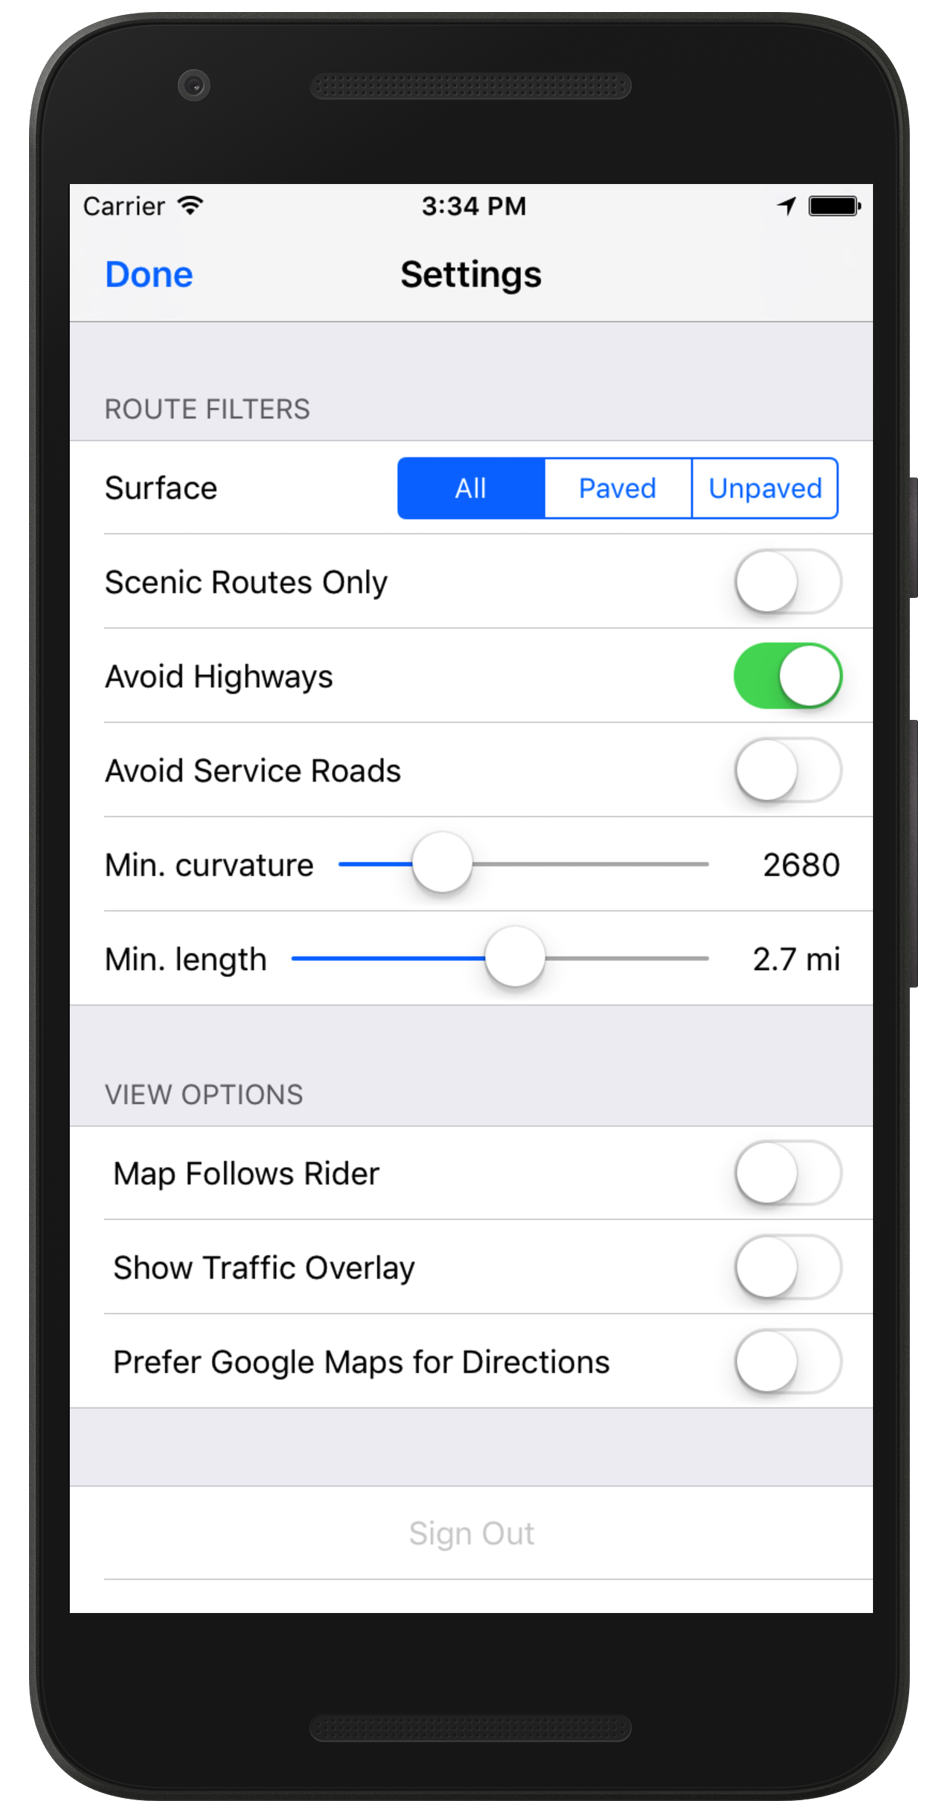 Carrier 3:34 PM
Done Settings
ROUTE FILTERS
Surface All Paved Unpaved
Scenic Routes Only
Avoid Highways
Avoid Service Roads
Min. curvature 2680
Min. length 2.7 mi
VIEW OPTIONS
Map Follows Rider
Show Traffic Overlay
Prefer Google Maps for Directions
Sign Out